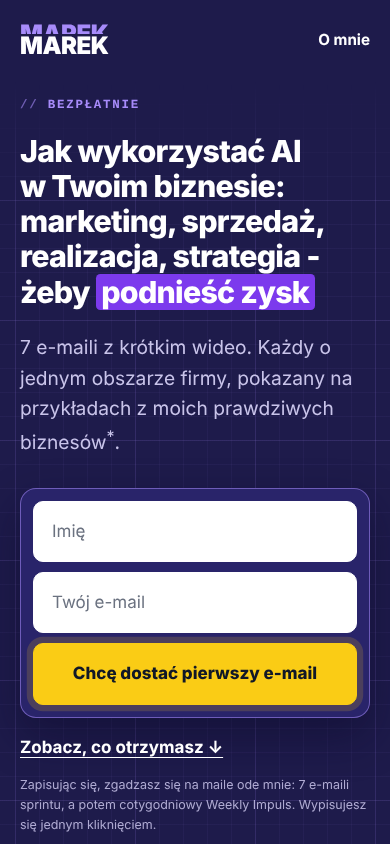 MAREK
MAREK
O mnie
// BEZPŁATNIE
Jak wykorzystać AI
w Twoim biznesie:
marketing, sprzedaż,
realizacja, strategia -
żeby podnieść zysk
7 e-maili z krótkim wideo. Każdy o
jednym obszarze firmy, pokazany na
przykładach z moich prawdziwych
biznesów*.
Imię
Twój e-mail
Chcę dostać pierwszy e-mail
Zobacz, co otrzymasz ↓
Zapisując się, zgadzasz się na maile ode mnie: 7 e-maili
sprintu, a potem cotygodniowy Weekly Impuls. Wypisujesz
się jednym kliknięciem.